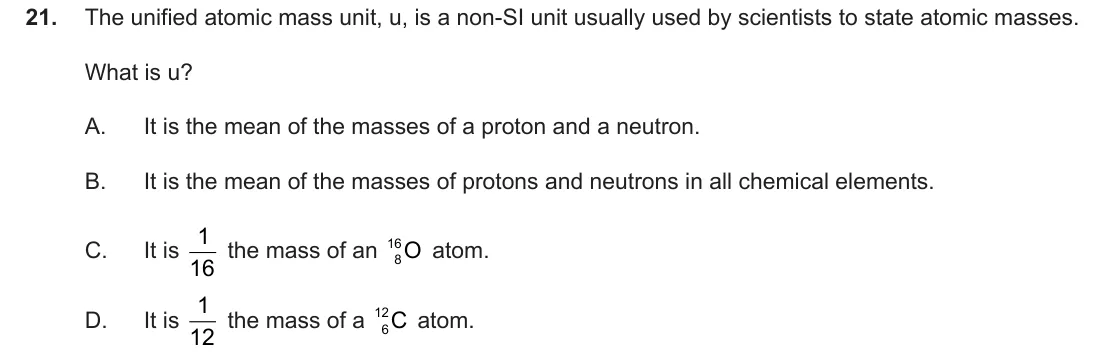 21. The unified atomic mass unit, u, is a non-SI unit usually used by scientists to state atomic masses.
What is u?
A. It is the mean of the masses of a proton and a neutron.
B. It is the mean of the masses of protons and neutrons in all chemical elements.
C. It is 1/16 the mass of an ¹⁶₈O atom.
D. It is 1/12 the mass of a ¹²₆C atom.